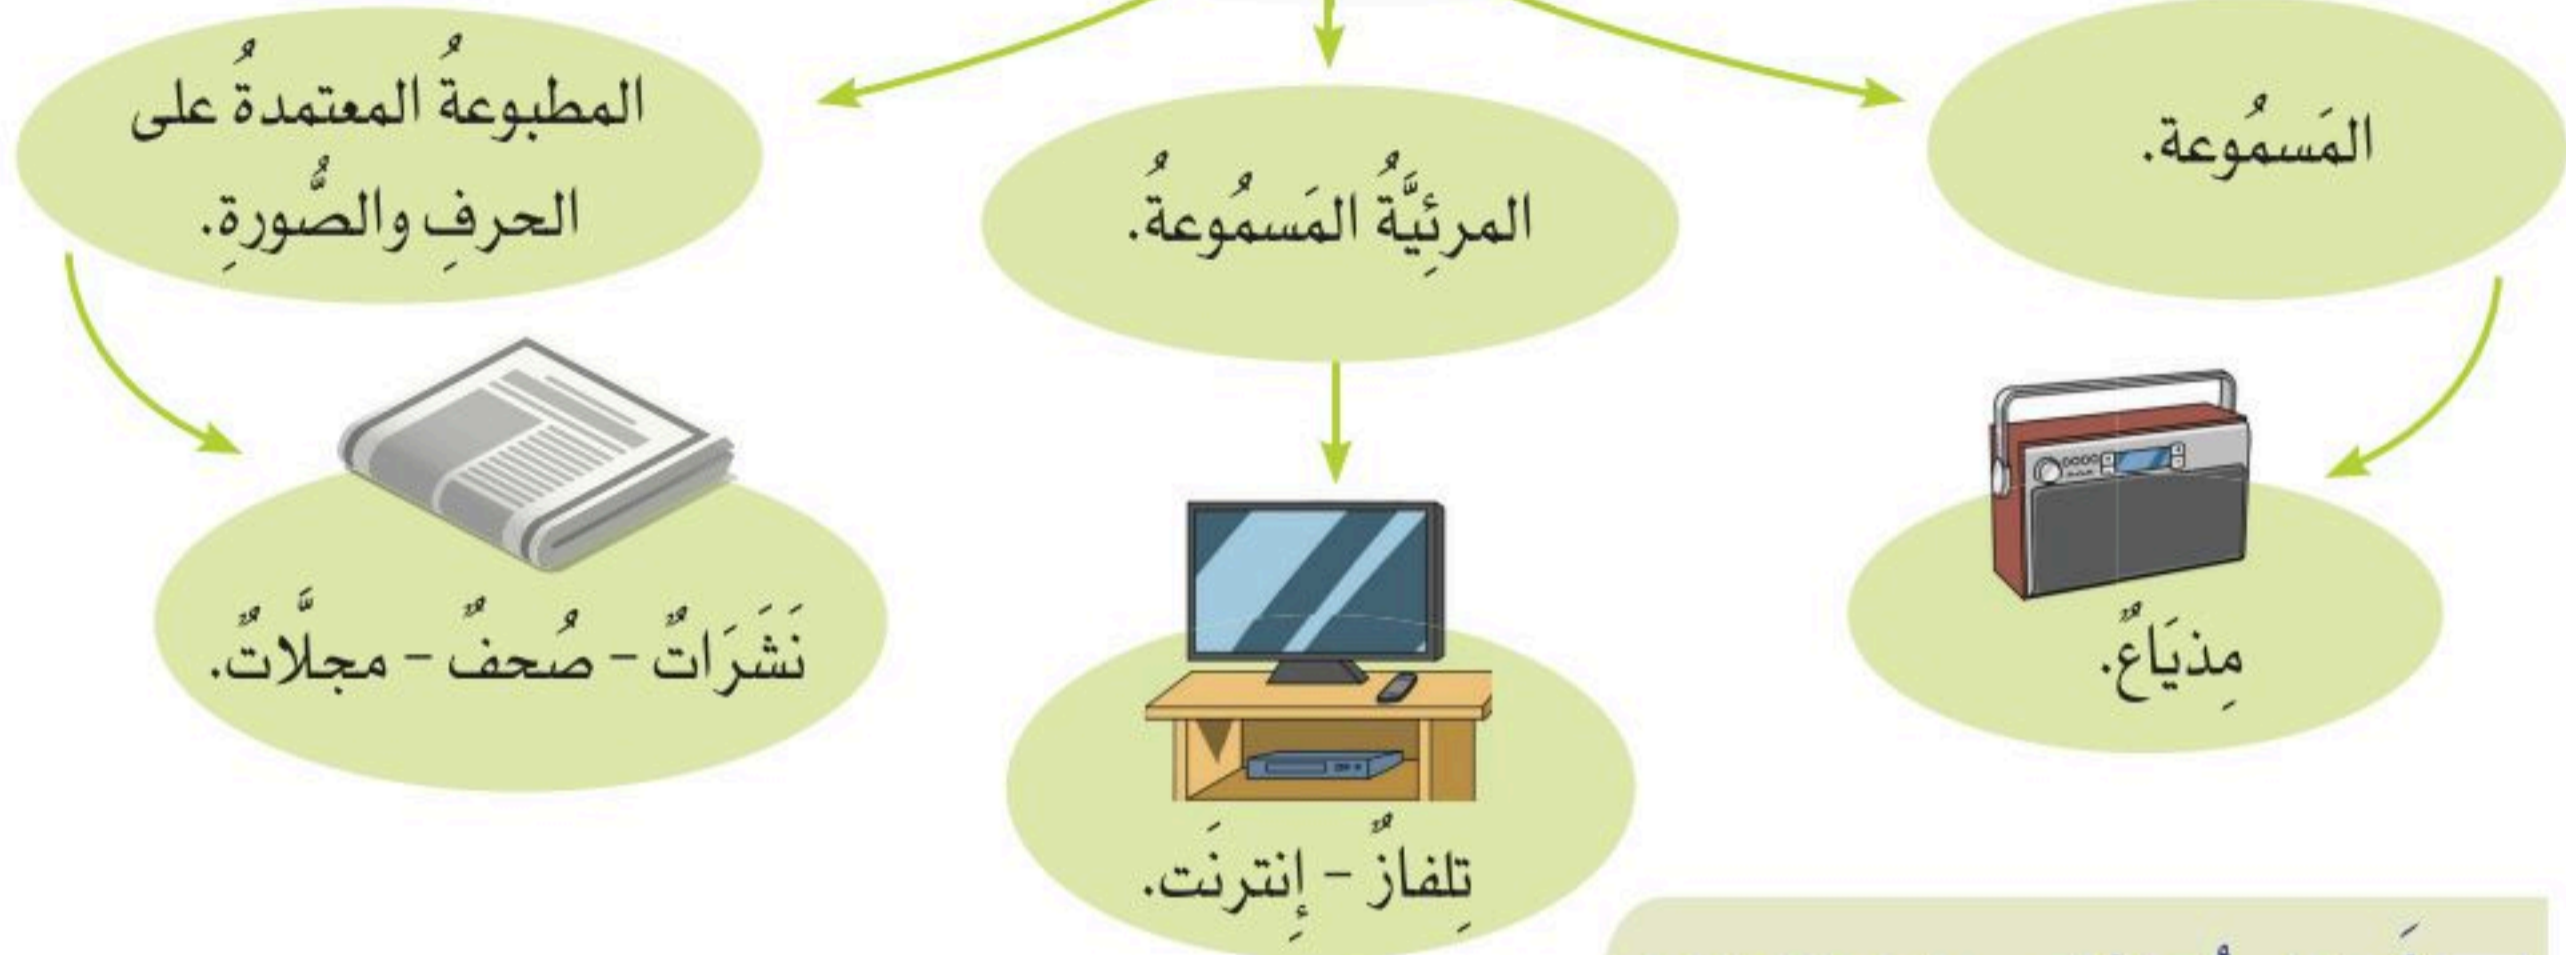 المَسمُوعة.
المرئِيَّةُ المَسمُوعةُ.
المطبوعةُ المعتمدةُ على
الحرفِ والصُّورةِ.
مِذيَاعٌ.
تِلفازٌ - إِنترنَت.
نَشَرَاتٌ - صُحفٌ - مجلَّاتٌ.